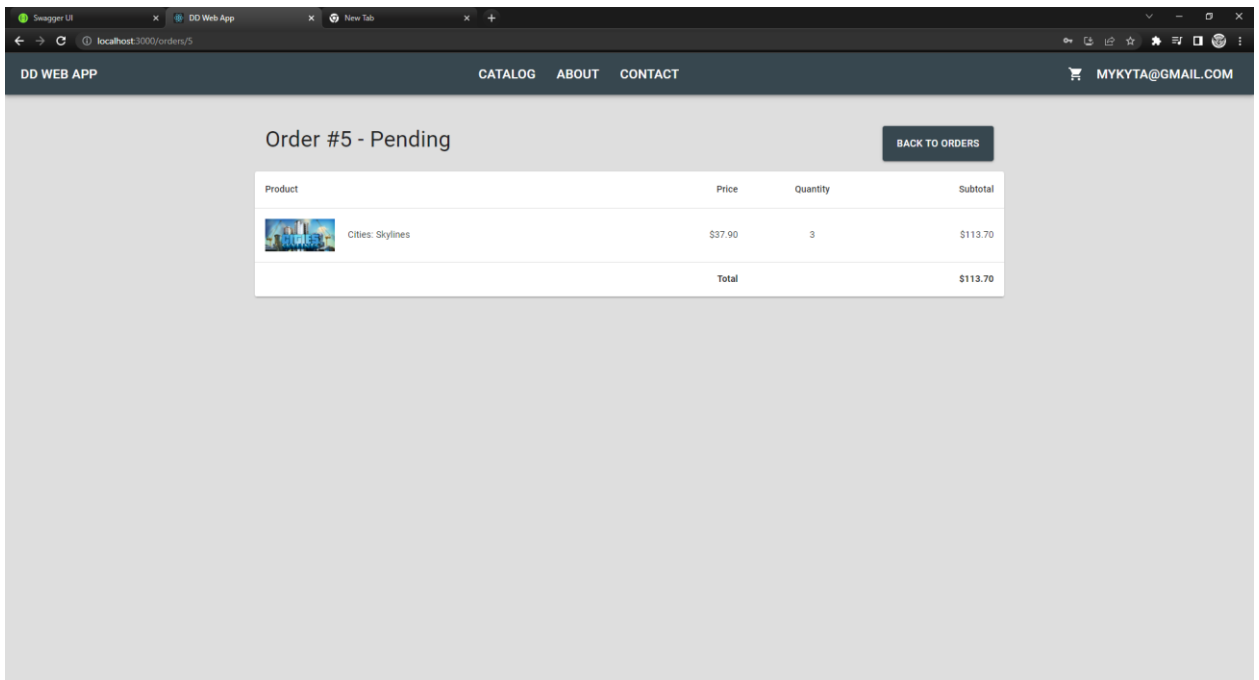 Swagger UI DD Web App New Tab
localhost:3000/orders/5
DD WEB APP CATALOG ABOUT CONTACT MYKYTA@GMAIL.COM
Order #5 - Pending BACK TO ORDERS
Product Price Quantity Subtotal
CITIES Cities: Skylines $37.90 3 $113.70
Total $113.70